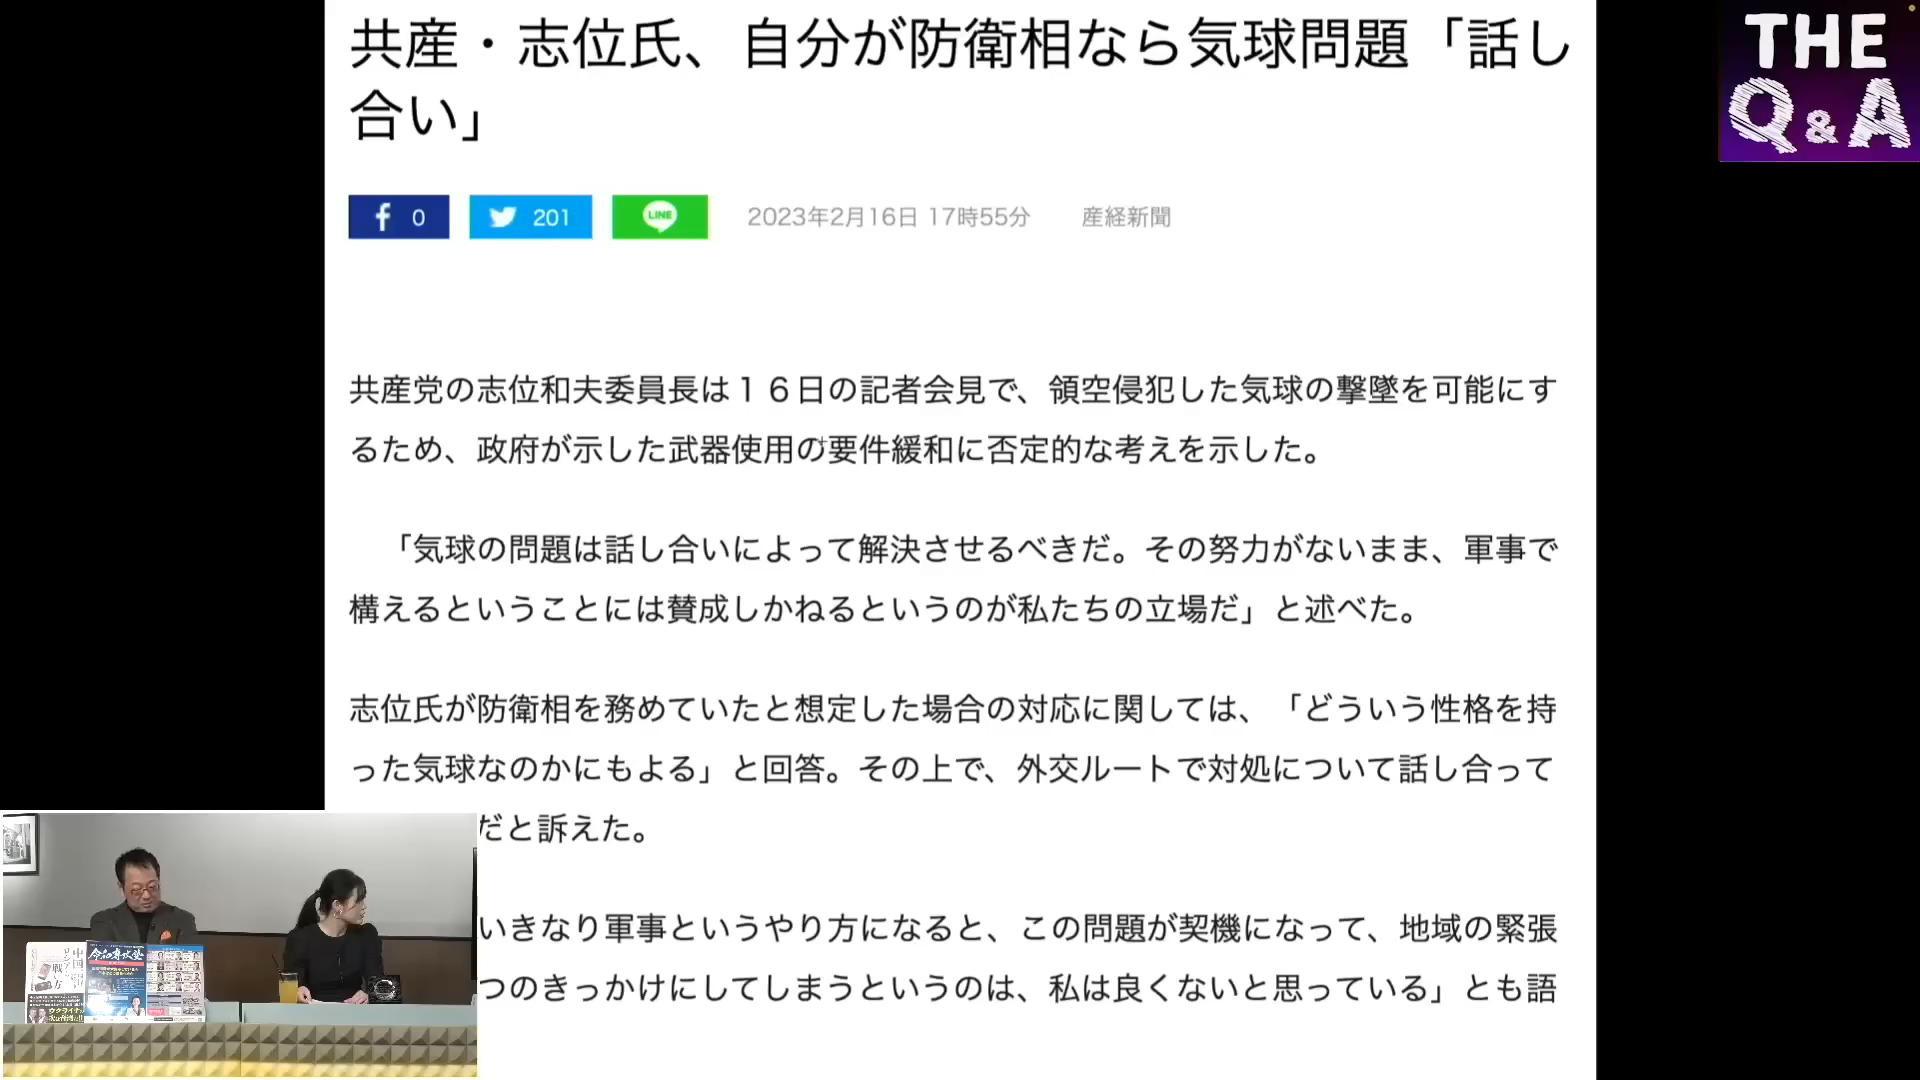 共産・志位氏、自分が防衛相なら気球問題「話し
合い」
THE
Q&A
0
201
LINE
2023年2月16日 17時55分
産経新聞
共産党の志位和夫委員長は１６日の記者会見で、領空侵犯した気球の撃墜を可能にす
るため、政府が示した武器使用の要件緩和に否定的な考えを示した。
「気球の問題は話し合いによって解決させるべきだ。その努力がないまま、軍事で
構えるということには賛成しかねるというのが私たちの立場だ」と述べた。
志位氏が防衛相を務めていたと想定した場合の対応に関しては、「どういう性格を持
った気球なのかにもよる」と回答。その上で、外交ルートで対処について話し合って
だと訴えた。
いきなり軍事というやり方になると、この問題が契機になって、地域の緊張
つのきっかけにしてしまうというのは、私は良くないと思っている」とも語
中国
戦い方
ウクライナの